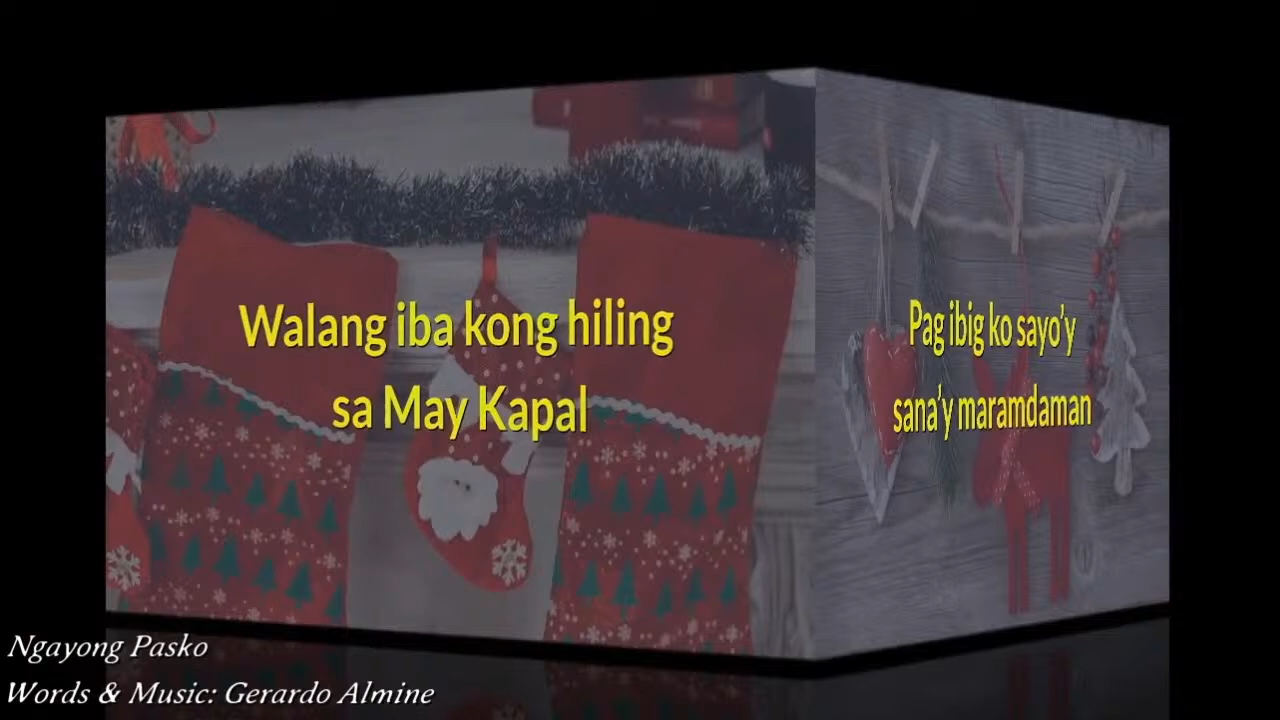 Walang iba kong hiling
sa May Kapal
Pag ibig ko sayo’y
sana’y maramdaman
Ngayong Pasko
Words & Music: Gerardo Almine